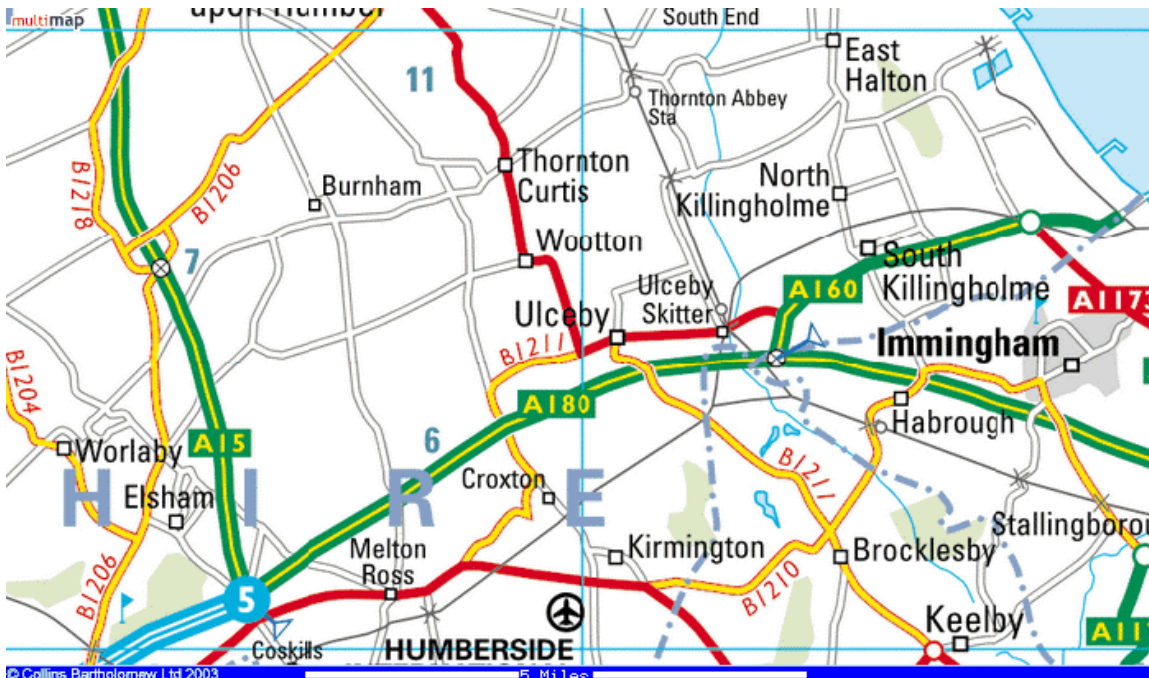 multimap
upon Humber
South End
East
Halton
11
Thornton Abbey
Sta
B1218
B1206
Burnham
Thornton
Curtis
North
Killingholme
7
Wootton
Ulceby
Skitter
A160
South
Killingholme
A1173
Ulceby
B1211
Immingham
B1204
A180
Habrough
6
A15
Worlaby
Elsham
H I R E
Croxton
B1211
Stallingborou
Melton
Ross
Kirmington
B1210
Brocklesby
B1206
5
Keelby
A117
Coskills
HUMBERSIDE
© Collins Bartholomew Ltd 2003
5 Miles